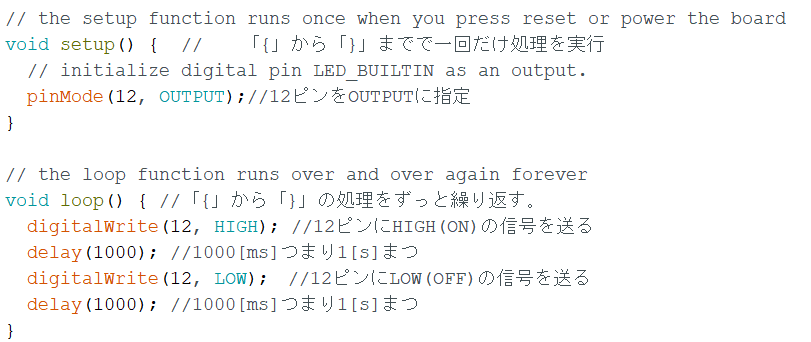 // the setup function runs once when you press reset or power the board
void setup() {  //    「{」から「}」までで一回だけ処理を実行
  // initialize digital pin LED_BUILTIN as an output.
  pinMode(12, OUTPUT);//12ピンをOUTPUTに指定
}

// the loop function runs over and over again forever
void loop() { //「{」から「}」の処理をずっと繰り返す。
  digitalWrite(12, HIGH); //12ピンにHIGH(ON)の信号を送る
  delay(1000); //1000[ms]つまり1[s]まつ
  digitalWrite(12, LOW);  //12ピンにLOW(OFF)の信号を送る
  delay(1000); //1000[ms]つまり1[s]まつ
}